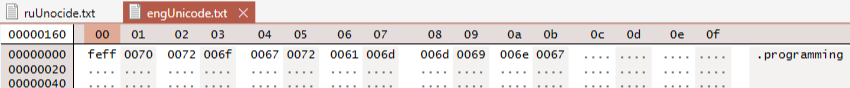 ruUnocide.txt engUnicode.txt ×
00000160 00 01 02 03 04 05 06 07 08 09 0a 0b 0c 0d 0e 0f
00000000 feff 0070 0072 006f 0067 0072 0061 006d 006d 0069 006e 0067 .... .... .... .... .programming
00000020 .... .... .... .... .... .... .... .... .... .... .... .... .... .... .... ....
00000040 .... .... .... .... .... .... .... .... .... .... .... .... .... .... .... ....